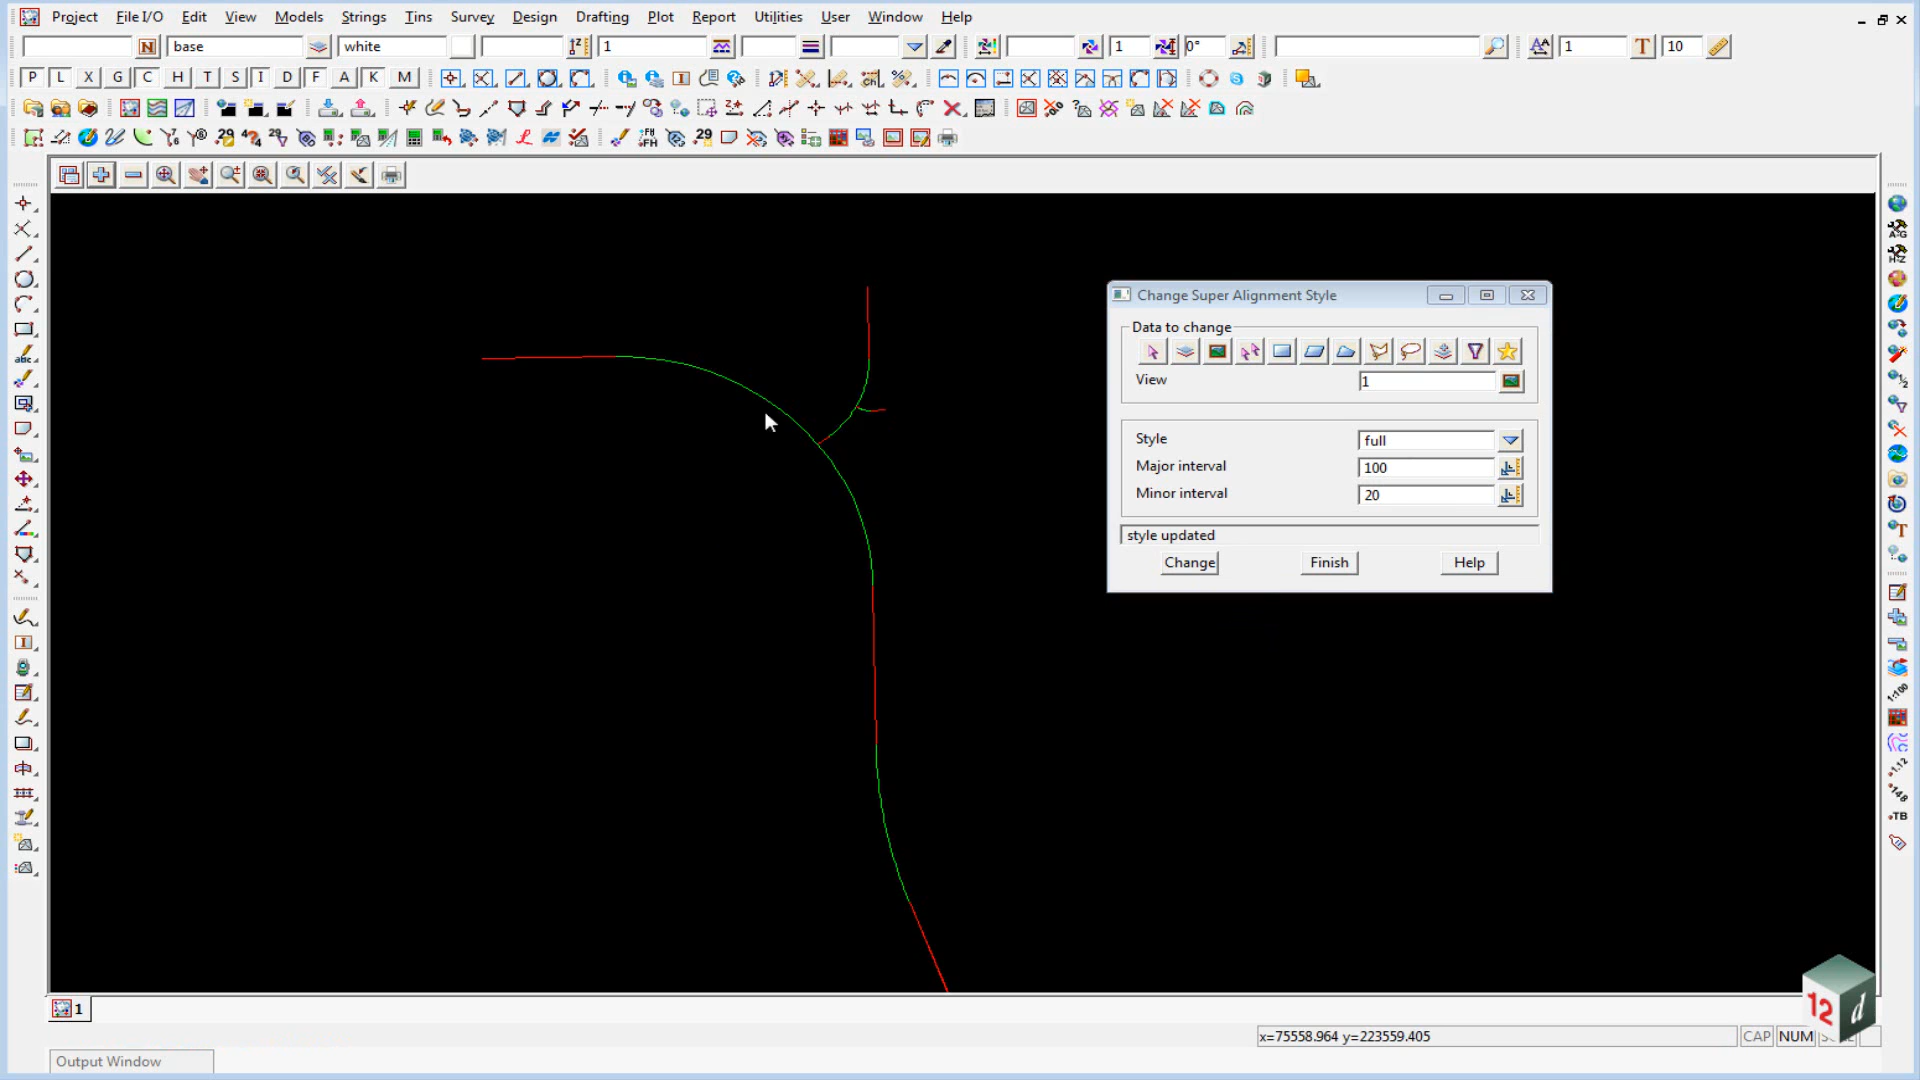 Project File I/O Edit View Models Strings Tins Survey Design Drafting Plot Report Utilities User Window Help
N base white 1 1 0° A 1 T 10
P L X G C H T S I D F A K M
Change Super Alignment Style
Data to change
View 1
Style full
Major interval 100
Minor interval 20
style updated
Change Finish Help
1
x=75558.964 y=223559.405 CAP NUM
Output Window
12 d